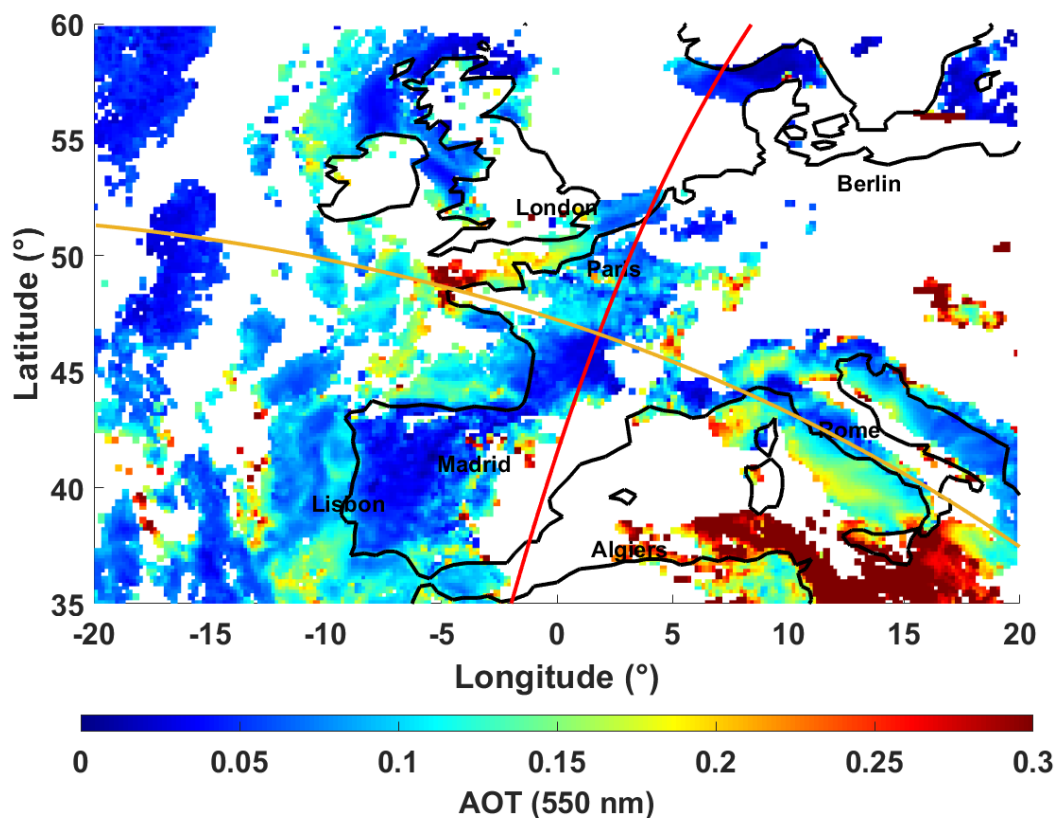 60
55
50
45
40
35
Latitude (°)
London
Berlin
Paris
Rome
Madrid
Lisbon
Algiers
-20 -15 -10 -5 0 5 10 15 20
Longitude (°)
0 0.05 0.1 0.15 0.2 0.25 0.3
AOT (550 nm)